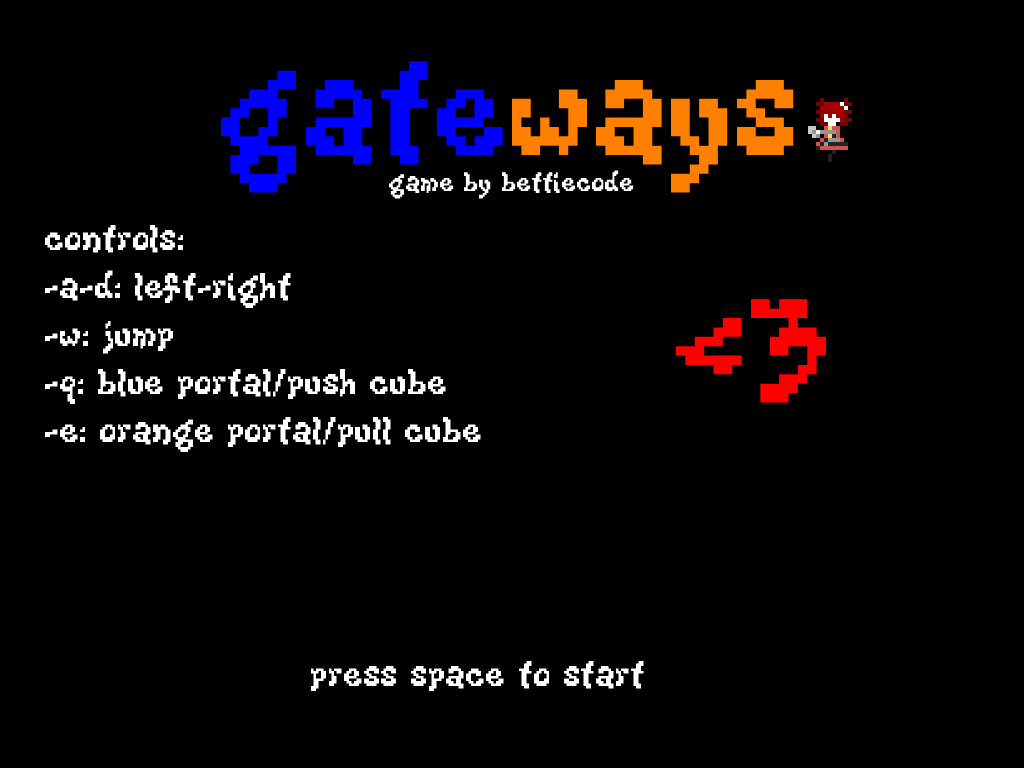 gateways
game by bettiecode
controls:
-a-d: left-right
-w: jump
<3
-q: blue portal/push cube
-e: orange portal/pull cube
press space to start